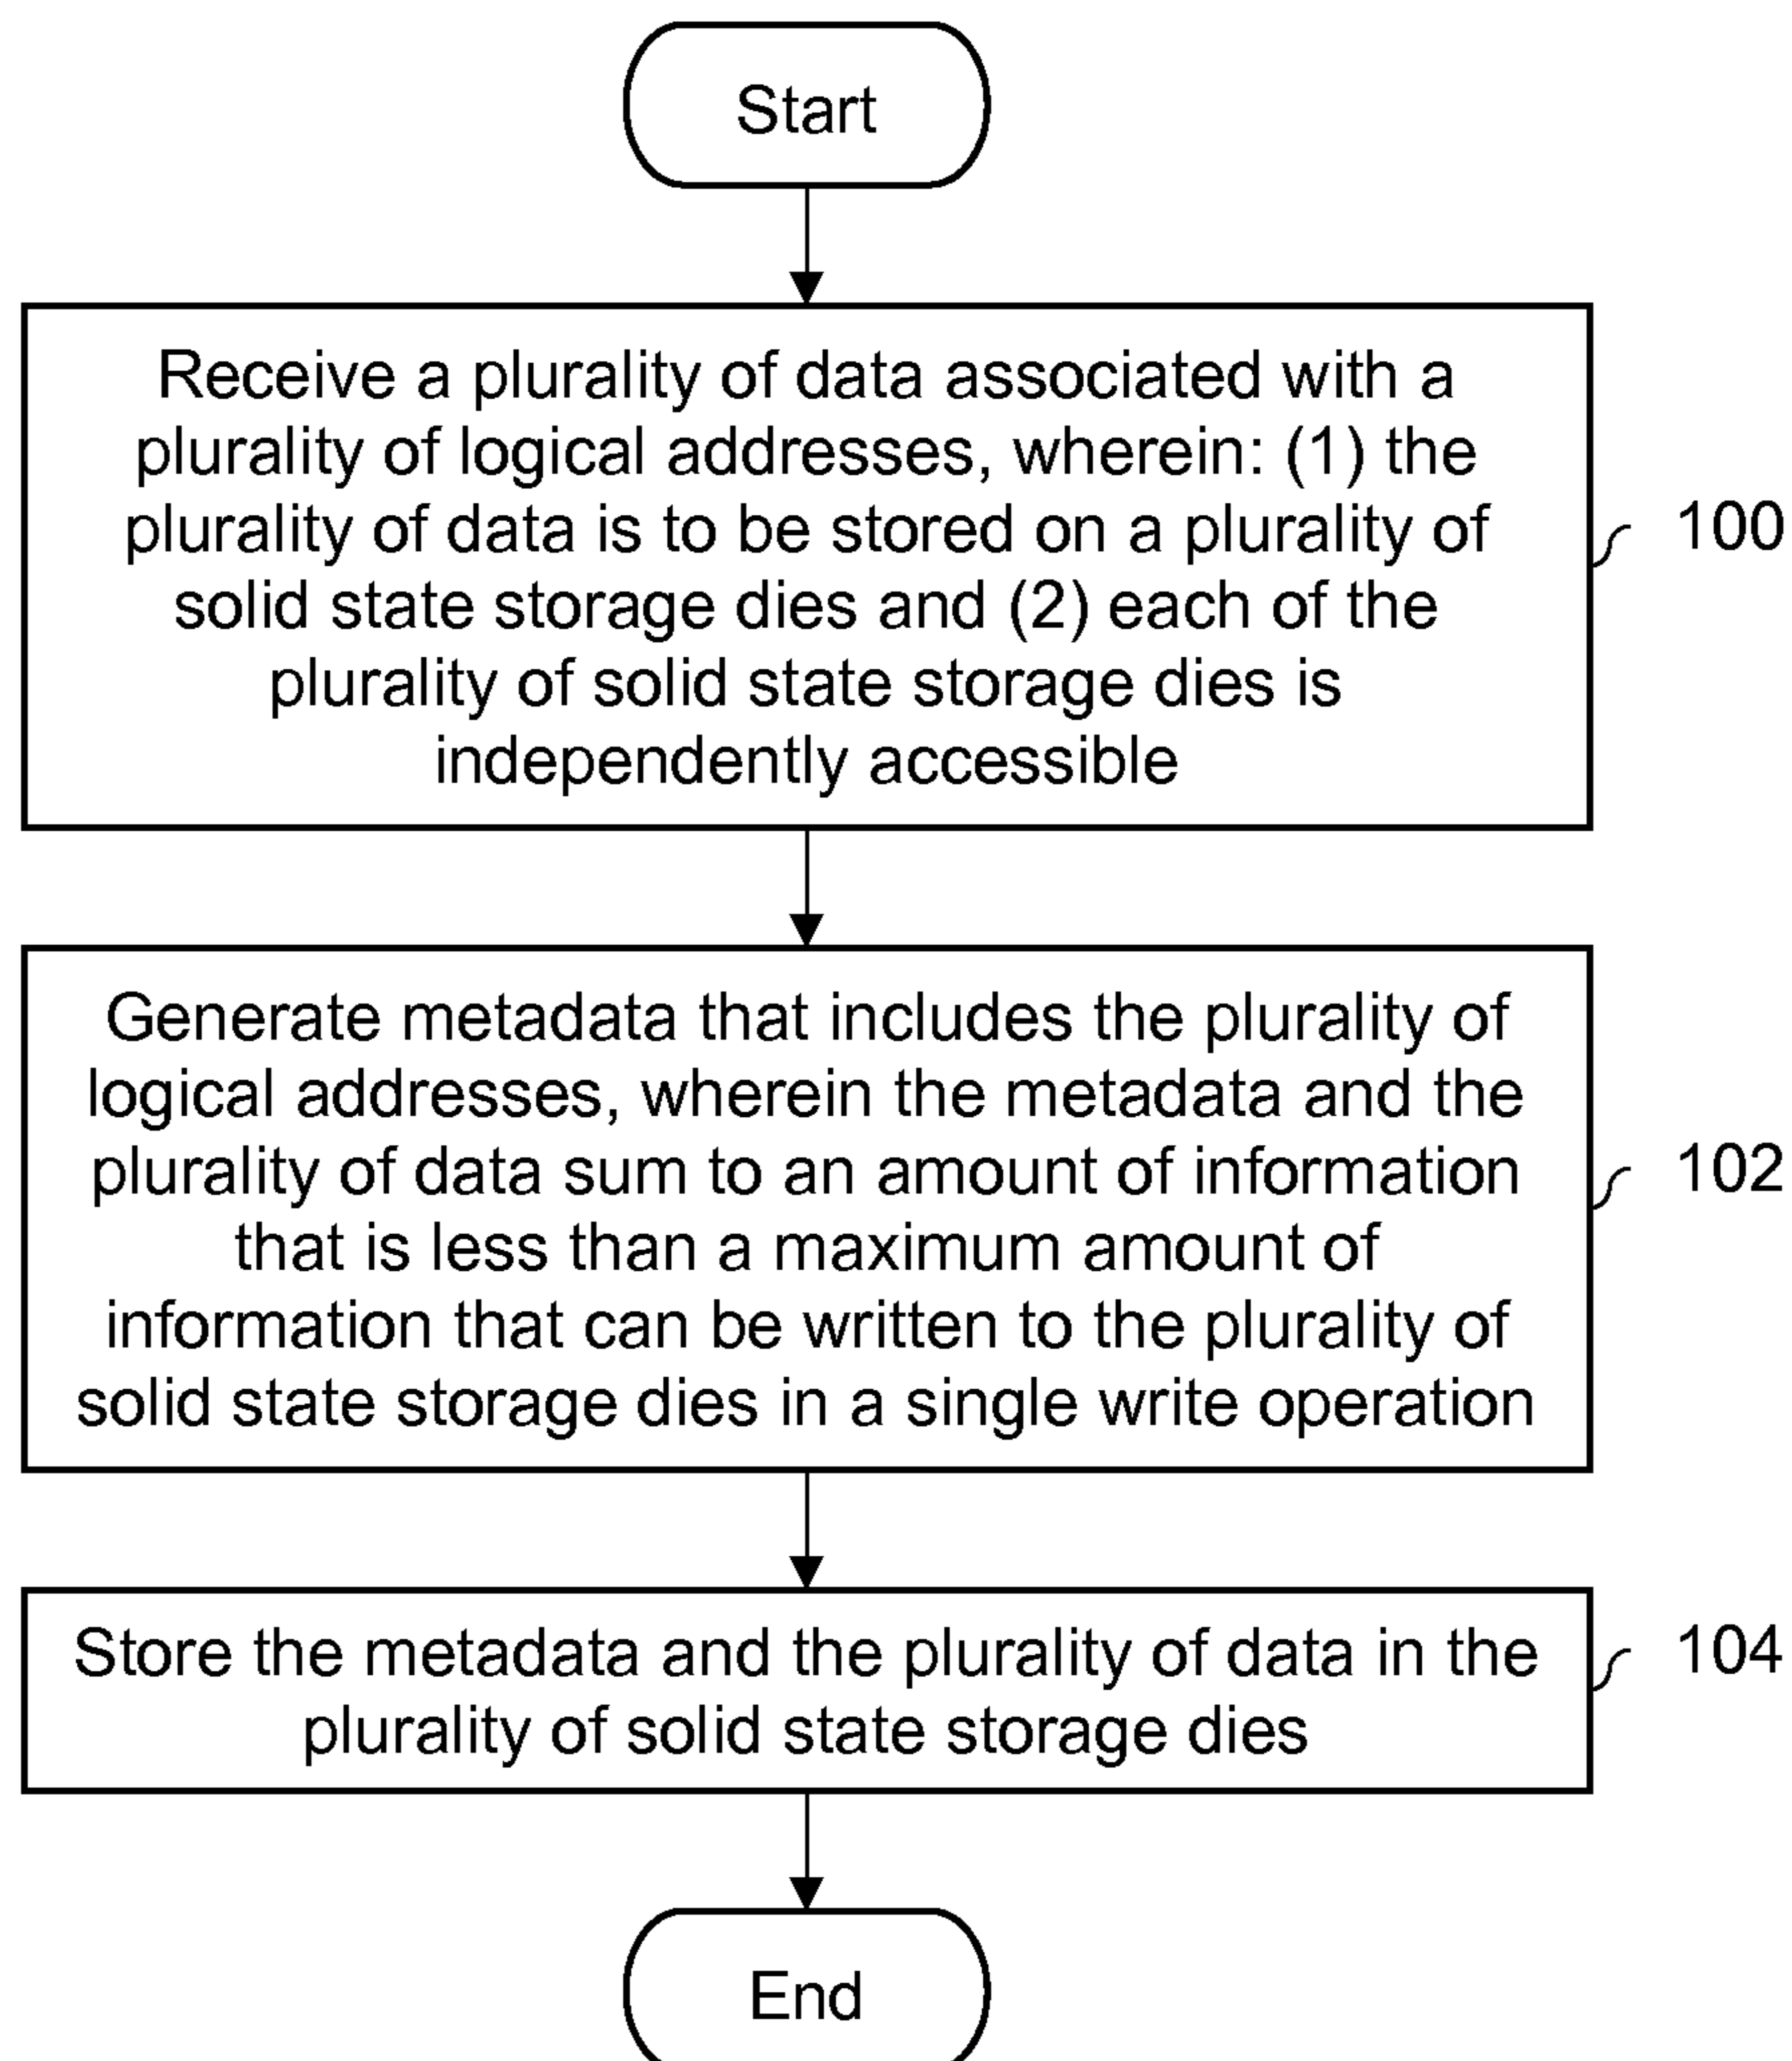 Start
Receive a plurality of data associated with a
plurality of logical addresses, wherein: (1) the
plurality of data is to be stored on a plurality of
solid state storage dies and (2) each of the
plurality of solid state storage dies is
independently accessible
100
Generate metadata that includes the plurality of
logical addresses, wherein the metadata and the
plurality of data sum to an amount of information
that is less than a maximum amount of
information that can be written to the plurality of
solid state storage dies in a single write operation
102
Store the metadata and the plurality of data in the
plurality of solid state storage dies
104
End